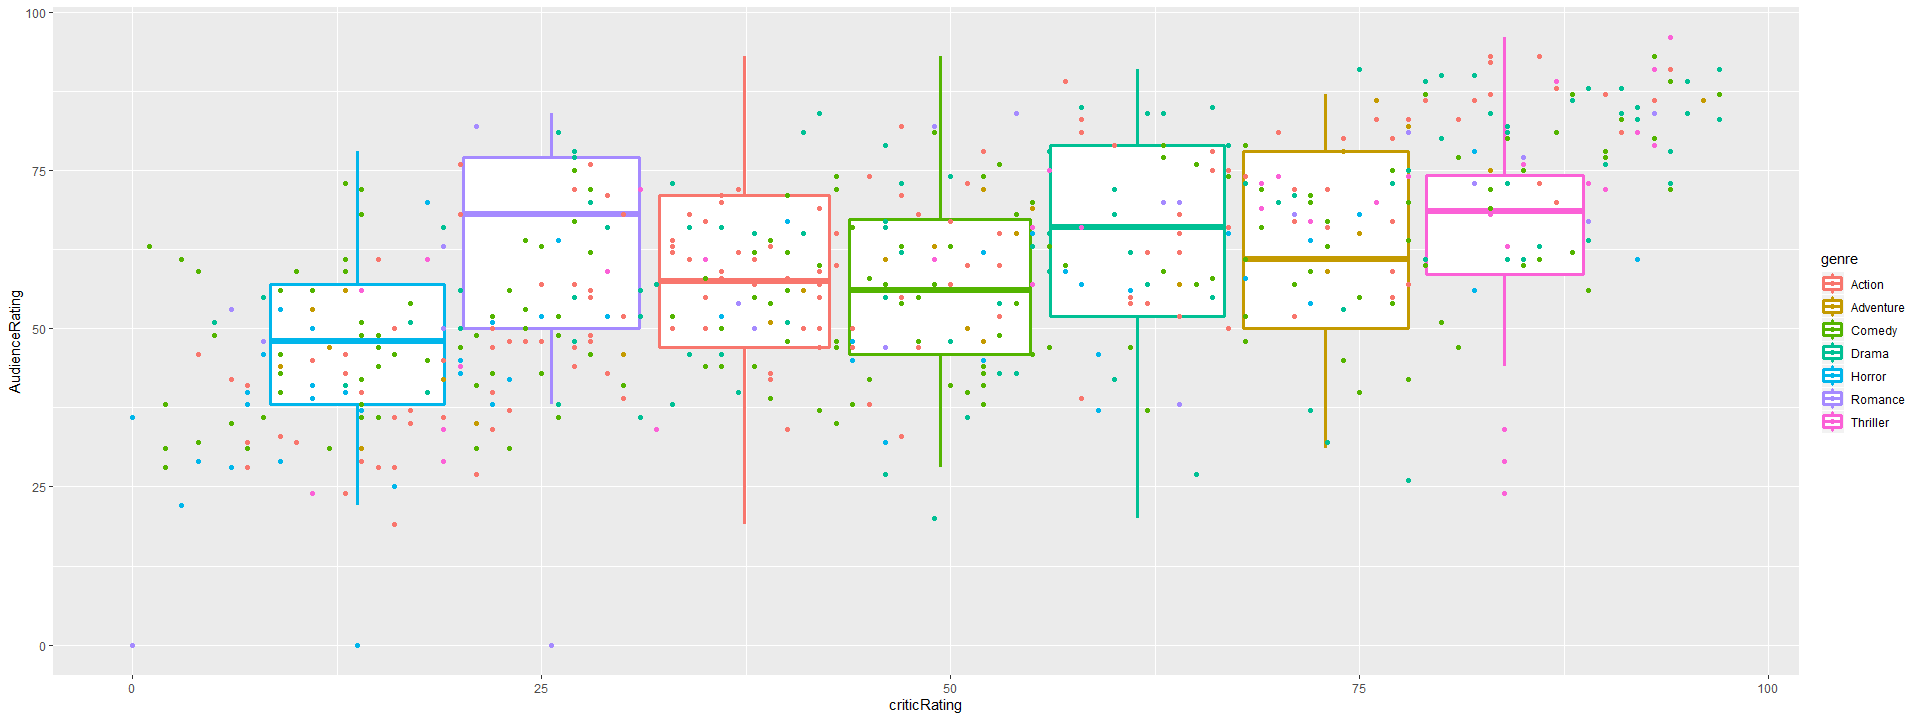 100
75
50
25
0
AudienceRating
0 25 50 75 100
criticRating
genre
Action
Adventure
Comedy
Drama
Horror
Romance
Thriller